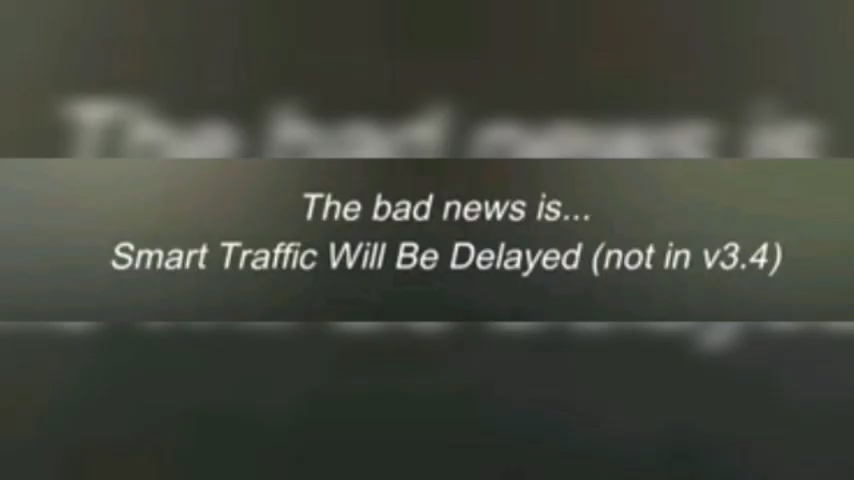 The bad news is...
Smart Traffic Will Be Delayed (not in v3.4)